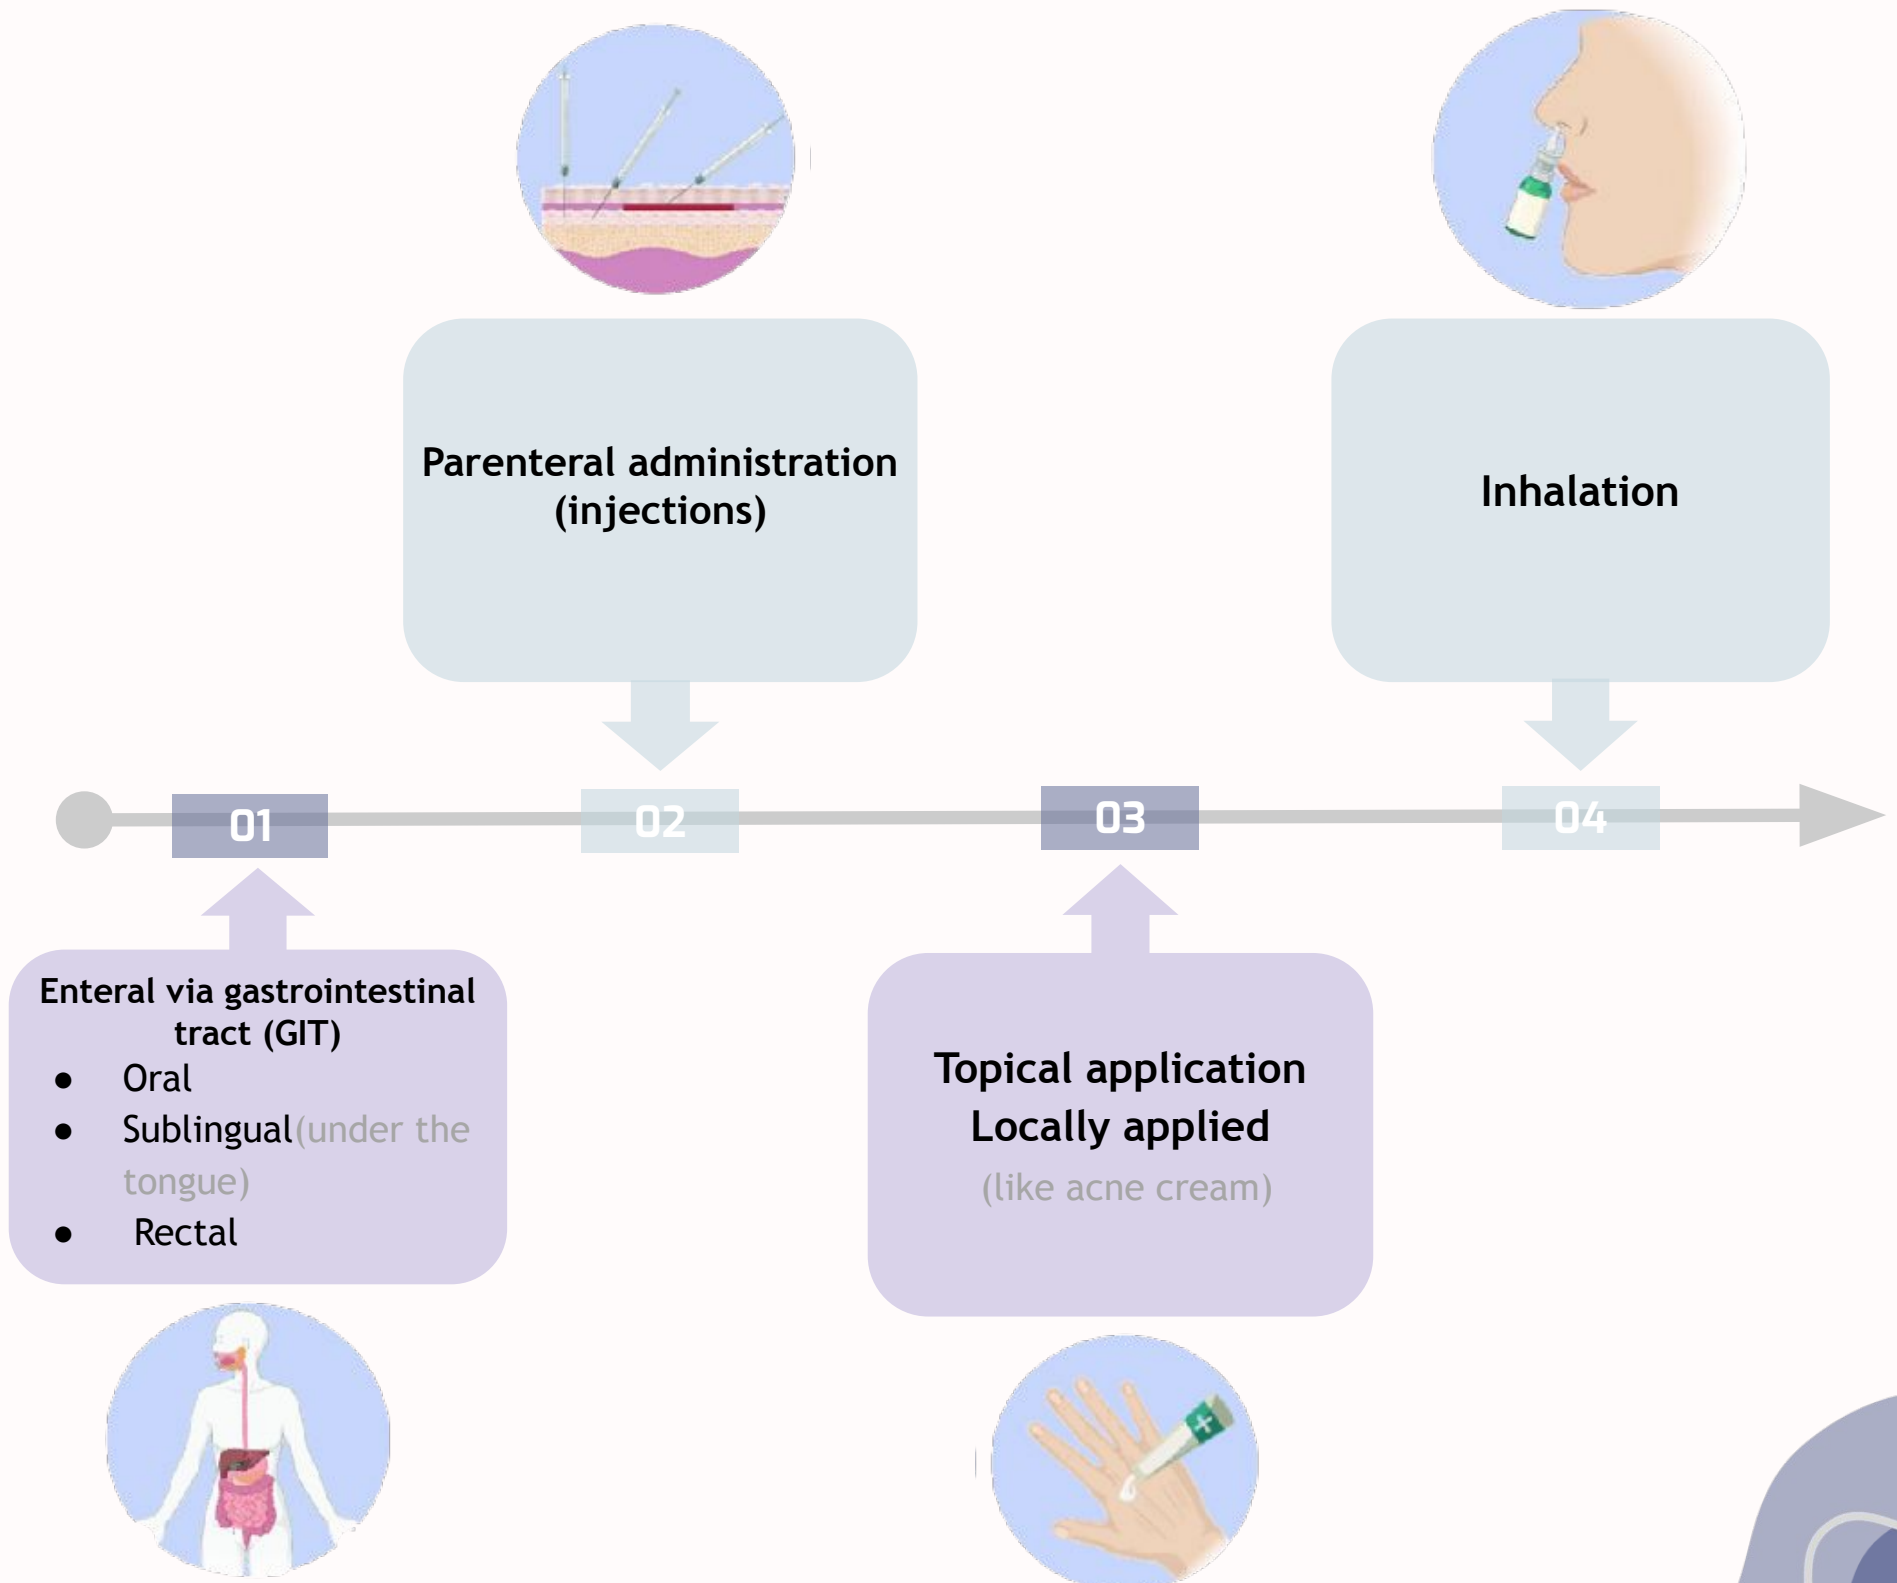 Parenteral administration
(injections)
Inhalation
01
02
03
04
Enteral via gastrointestinal
tract (GIT)
● Oral
● Sublingual(under the
tongue)
● Rectal
Topical application
Locally applied
(like acne cream)